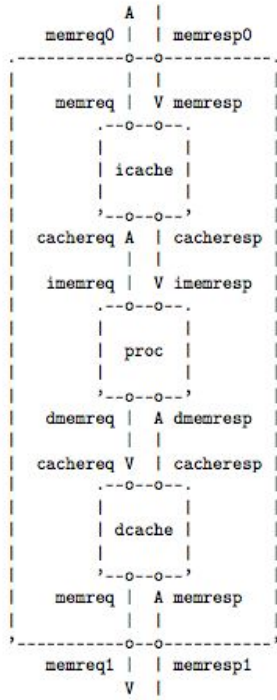 A |
memreq0 | | memresp0
.-------------o--o-------------.
| memreq | V memresp |
| .--o--o--. |
| | | |
| | icache | |
| | | |
| '--o--o--' |
| cachereq A | cacheresp |
| | | |
| imemreq | V imemresp |
| .--o--o--. |
| | | |
| | proc | |
| | | |
| '--o--o--' |
| dmemreq | A dmemresp |
| | | |
| cachereq V | cacheresp |
| .--o--o--. |
| | | |
| | dcache | |
| | | |
| '--o--o--' |
| memreq | A memresp |
'-------------o--o-------------'
memreq1 | | memresp1
V |